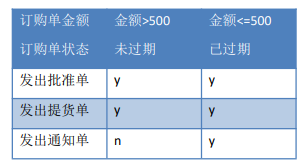 订购单金额 金额>500 金额<=500
订购单状态 未过期 已过期
发出批准单 y y
发出提货单 y y
发出通知单 n y